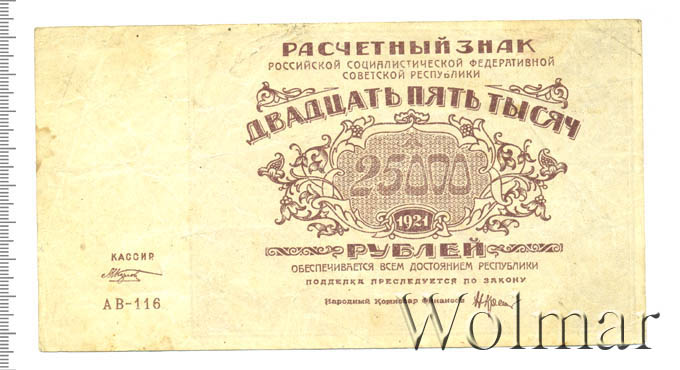 РАСЧЕТНЫЙ ЗНАК
РОССИЙСКОЙ СОЦИАЛИСТИЧЕСКОЙ ФЕДЕРАТИВНОЙ
СОВЕТСКОЙ РЕСПУБЛИКИ
ДВАДЦАТЬ ПЯТЬ ТЫСЯЧ
25000
1921
РУБЛЕЙ
ОБЕСПЕЧИВАЕТСЯ ВСЕМ ДОСТОЯНИЕМ РЕСПУБЛИКИ
ПОДДЕЛКА ПРЕСЛЕДУЕТСЯ ПО ЗАКОНУ
Народный Комиссар Финансов
КАССИР
АВ-116
Wolmar